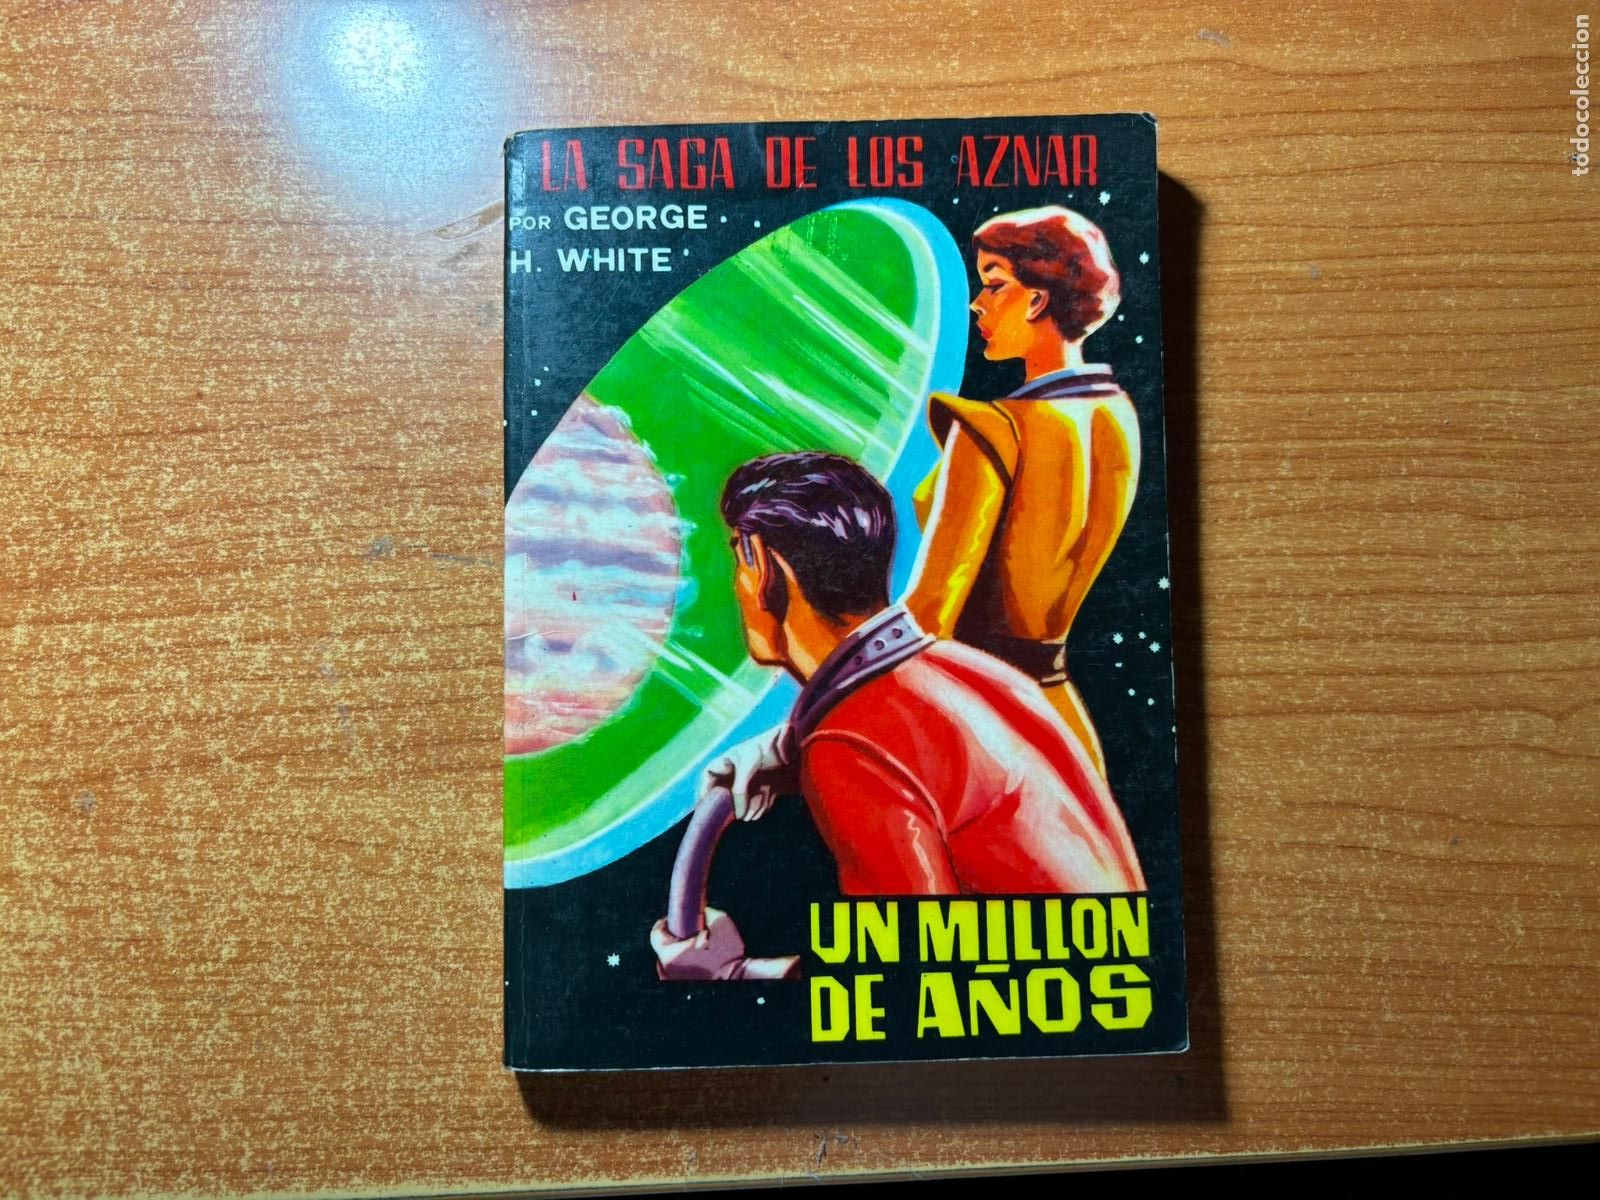 LA SAGA DE LOS AZNAR
POR GEORGE
H. WHITE
UN MILLON
DE AÑOS
todocoleccion